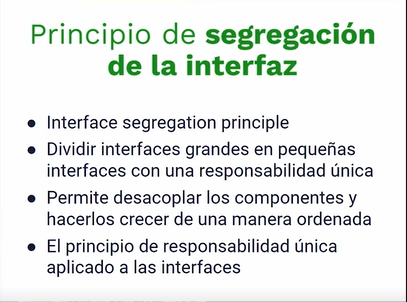 Principio de segregación
de la interfaz
● Interface segregation principle
● Dividir interfaces grandes en pequeñas
interfaces con una responsabilidad única
● Permite desacoplar los componentes y
hacerlos crecer de una manera ordenada
● El principio de responsabilidad única
aplicado a las interfaces